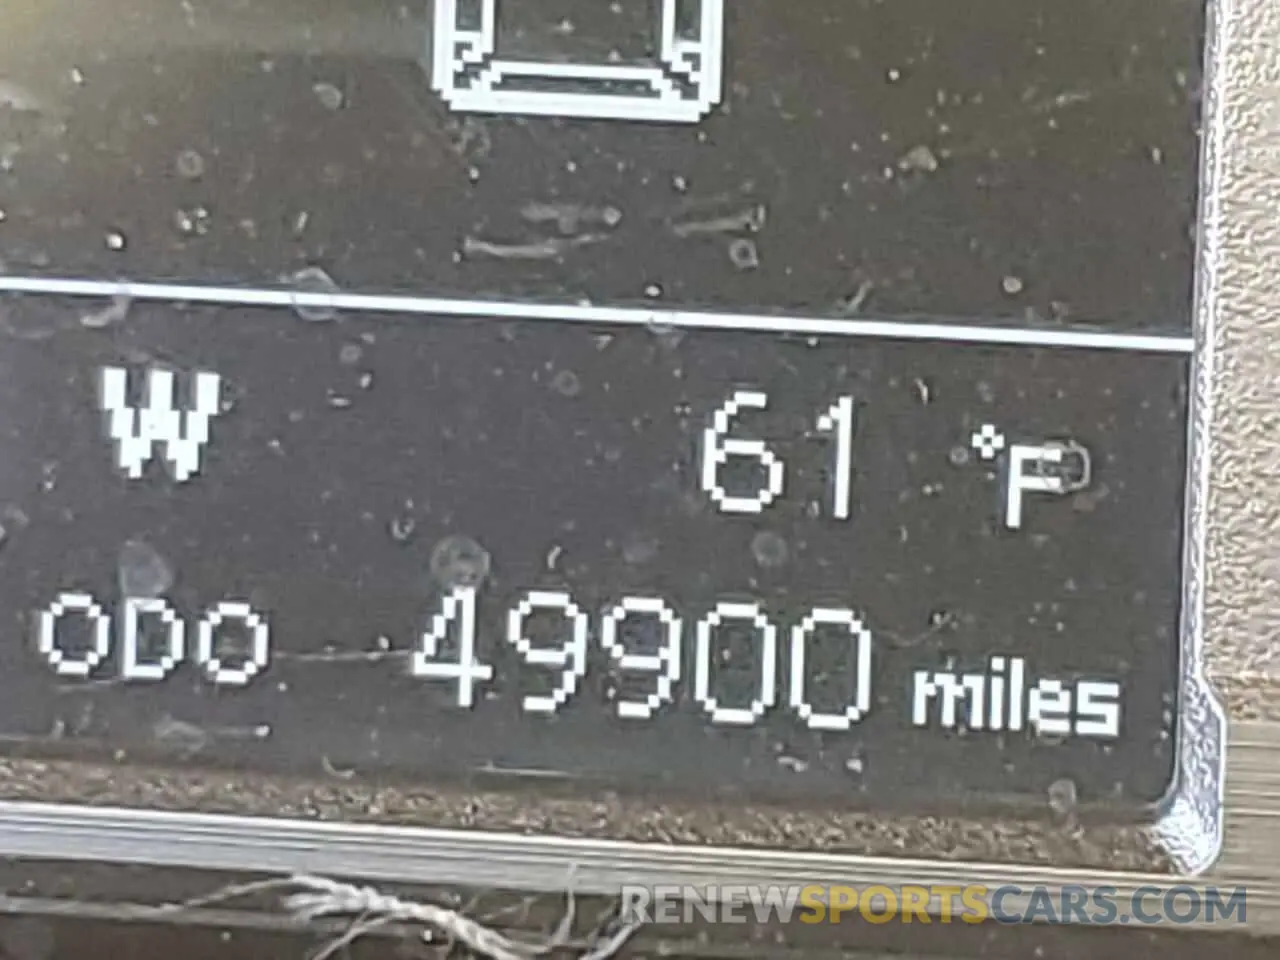 W 61 °F
ODO 49900 miles
RENEWSPORTSCARS.COM